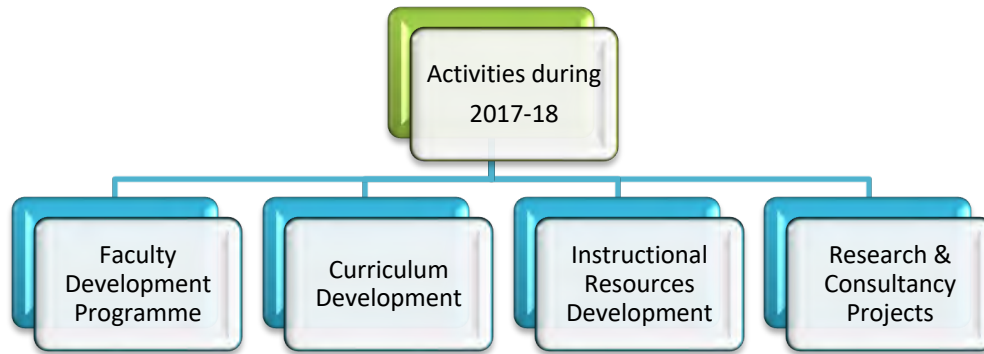 Activities during
2017-18
Faculty
Development
Programme
Curriculum
Development
Instructional
Resources
Development
Research &
Consultancy
Projects